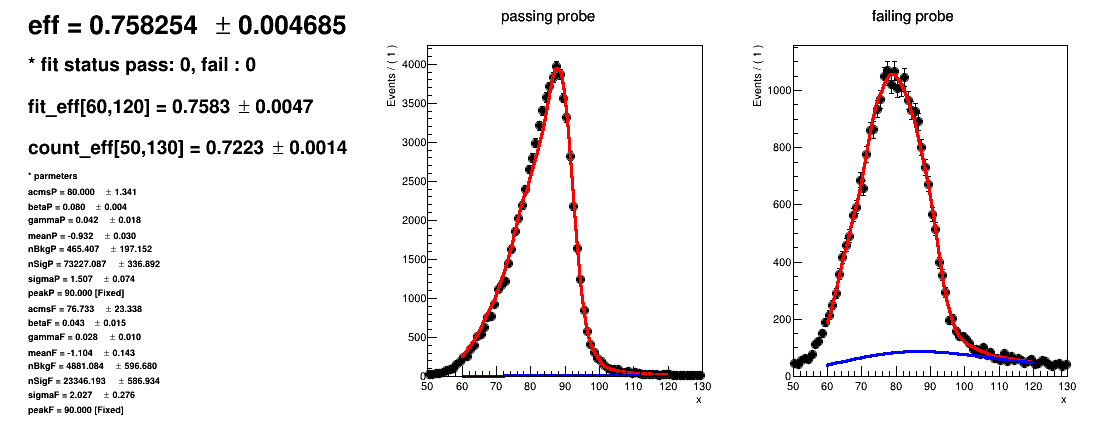 eff = 0.758254 ± 0.004685
* fit status pass: 0, fail : 0
fit_eff[60,120] = 0.7583 ± 0.0047
count_eff[50,130] = 0.7223 ± 0.0014
* parmeters
acmsP = 80.000 ± 1.341
betaP = 0.080 ± 0.004
gammaP = 0.042 ± 0.018
meanP = -0.932 ± 0.030
nBkgP = 465.407 ± 197.152
nSigP = 73227.087 ± 336.892
sigmaP = 1.507 ± 0.074
peakP = 90.000 [Fixed]
acmsF = 76.733 ± 23.338
betaF = 0.043 ± 0.015
gammaF = 0.028 ± 0.010
meanF = -1.104 ± 0.143
nBkgF = 4881.084 ± 596.680
nSigF = 23346.193 ± 586.934
sigmaF = 2.027 ± 0.276
peakF = 90.000 [Fixed]
passing probe
Events / ( 1 )
4000
3500
3000
2500
2000
1500
1000
500
0
50 60 70 80 90 100 110 120 130
x
failing probe
Events / ( 1 )
1000
800
600
400
200
0
50 60 70 80 90 100 110 120 130
x